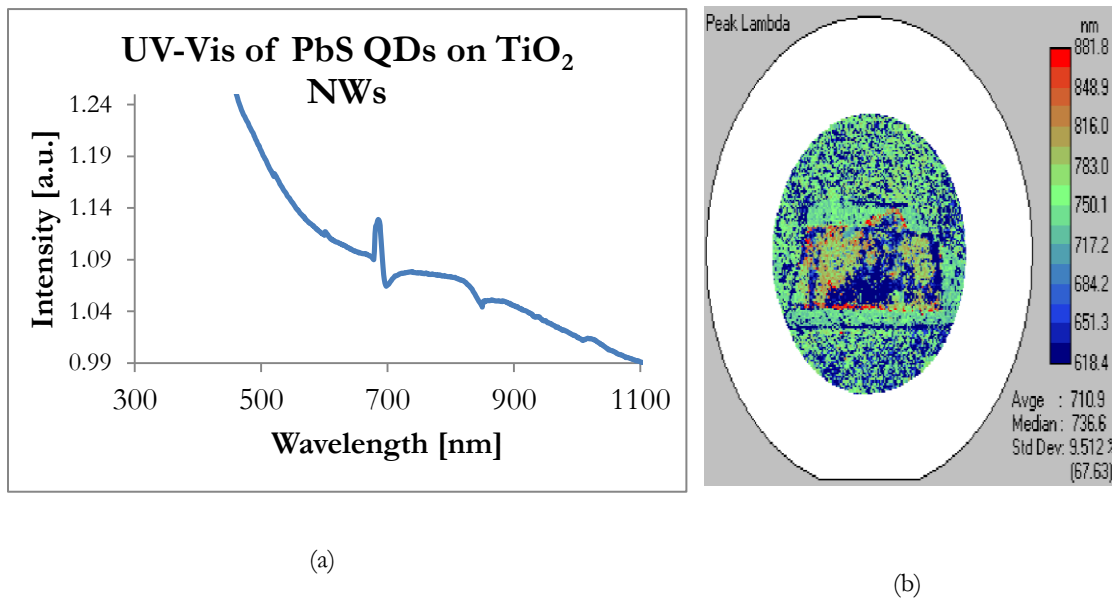 UV-Vis of PbS QDs on TiO₂
NWs
Intensity [a.u.]
1.24
1.19
1.14
1.09
1.04
0.99
300 500 700 900 1100
Wavelength [nm]
(a)
Peak Lambda
nm
881.8
848.9
816.0
783.0
750.1
717.2
684.2
651.3
618.4
Avge : 710.9
Median : 736.6
Std Dev: 9.512 %
(67.63)
(b)